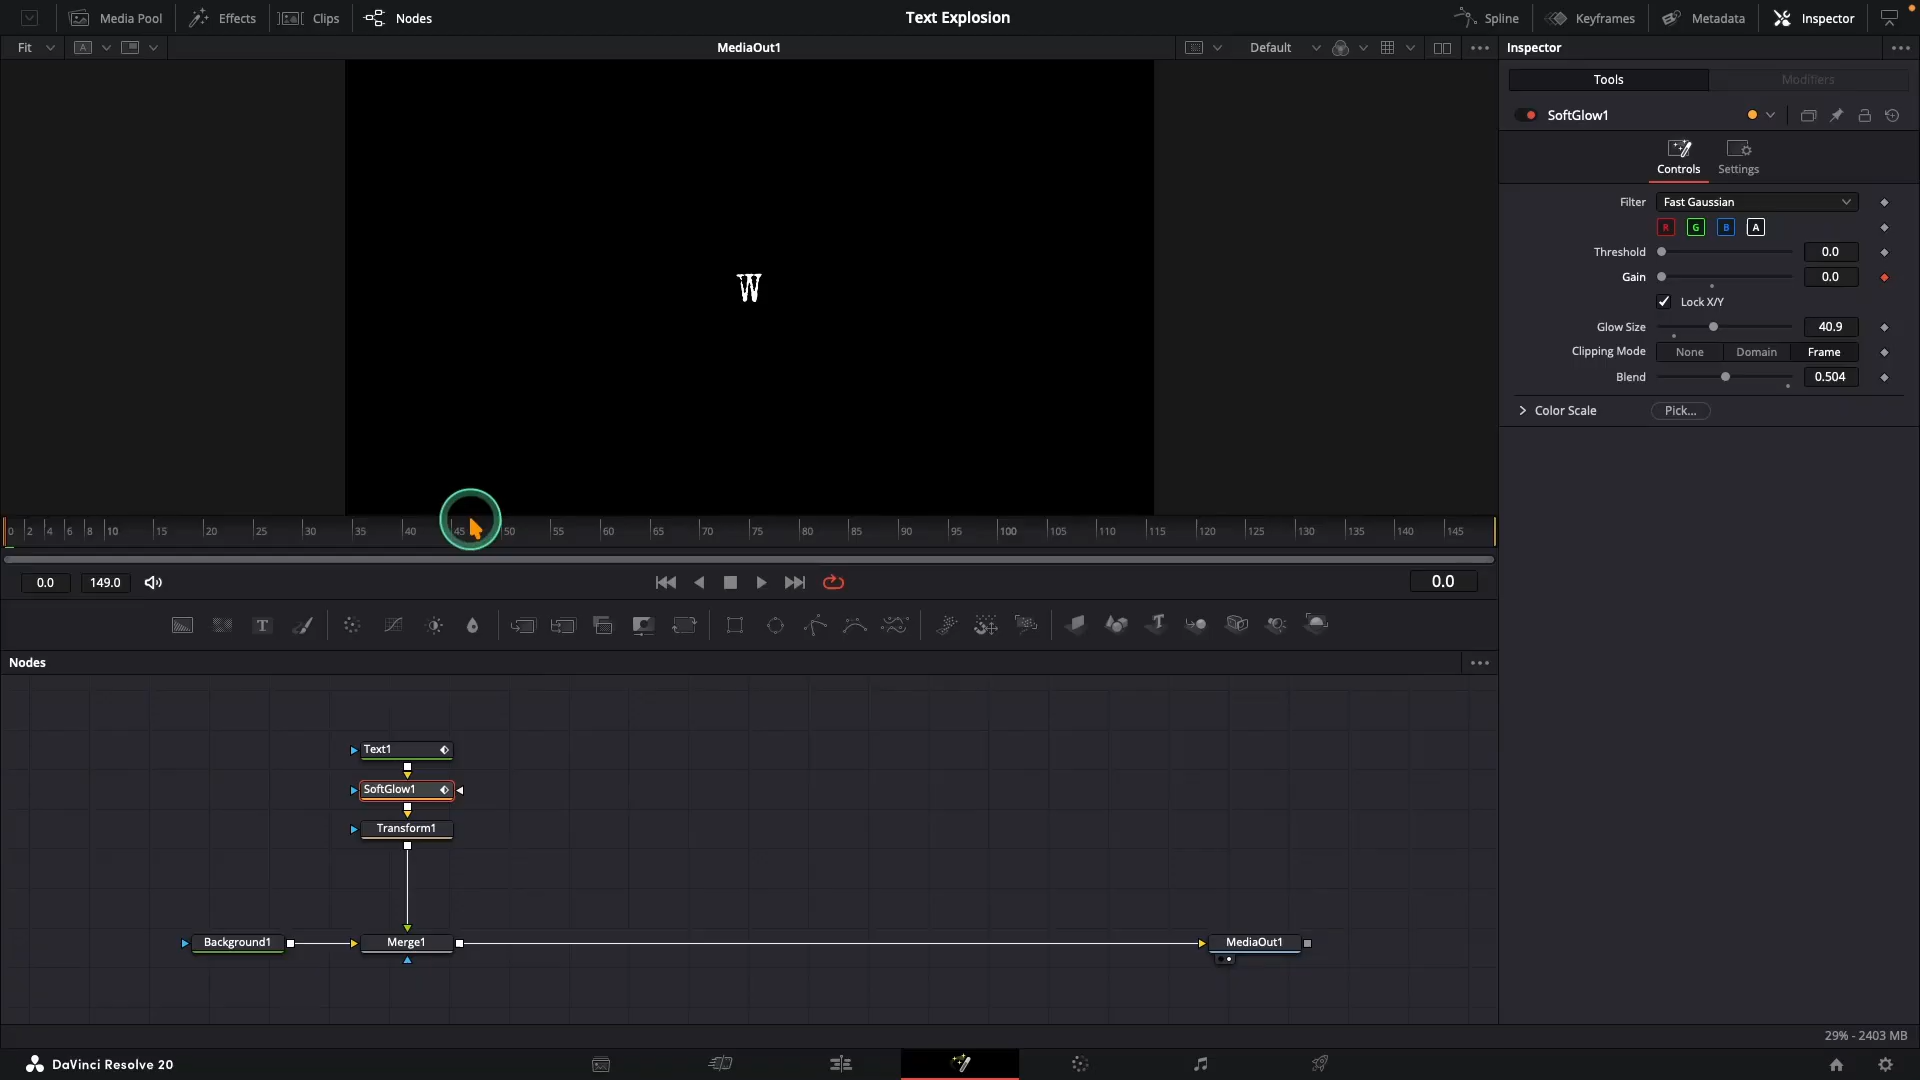 Media Pool Effects Clips Nodes Text Explosion Spline Keyframes Metadata Inspector
Fit A MediaOut1 Default Inspector
Tools Modifiers
SoftGlow1
Controls Settings
Filter Fast Gaussian
R G B A
Threshold 0.0
Gain 0.0
Lock X/Y
Glow Size 40.9
Clipping Mode None Domain Frame
Blend 0.504
Color Scale Pick...
W
0 2 4 6 8 10 15 20 25 30 35 40 45 50 55 60 65 70 75 80 85 90 95 100 105 110 115 120 125 130 135 140 145
0.0 149.0 0.0
T T
Nodes
Text1
SoftGlow1
Transform1
Background1 Merge1 MediaOut1
29% - 2403 MB
DaVinci Resolve 20